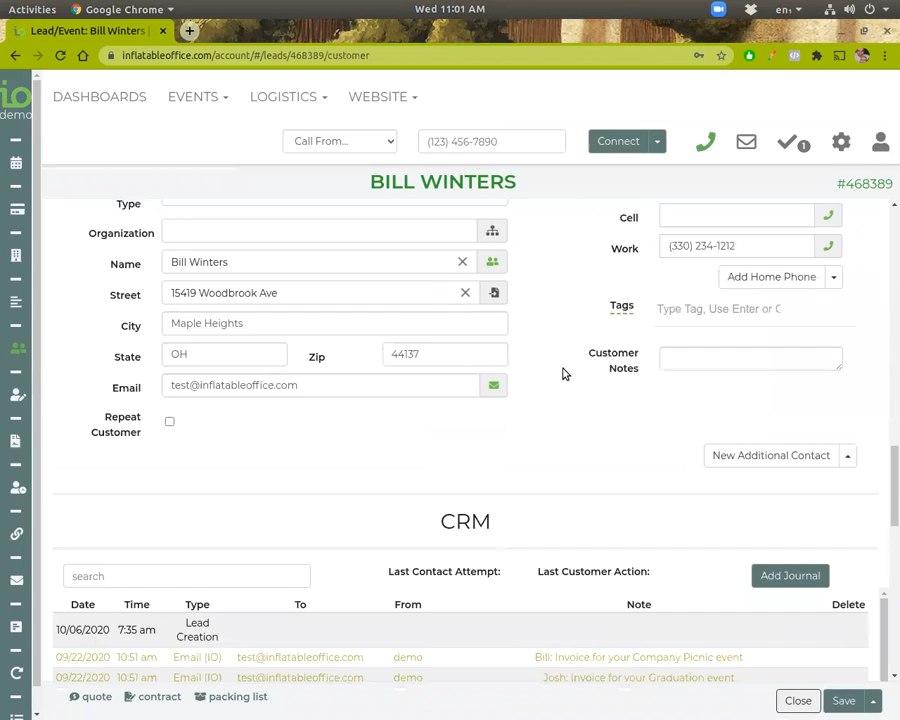 Activities Google Chrome Wed 11:01 AM en₁
Lead/Event: Bill Winters
inflatableoffice.com/account/#/leads/468389/customer
io
demo
DASHBOARDS EVENTS LOGISTICS WEBSITE
Call From... (123) 456-7890 Connect 1
BILL WINTERS #468389
Type
Cell
Organization
Work (330) 234-1212
Name Bill Winters
Add Home Phone
Street 15419 Woodbrook Ave
Tags Type Tag, Use Enter or C
City Maple Heights
State OH Zip 44137
Customer Notes
Email test@inflatableoffice.com
Repeat Customer
New Additional Contact
CRM
search Last Contact Attempt: Last Customer Action: Add Journal
Date Time Type To From Note Delete
10/06/2020 7:35 am Lead Creation
09/22/2020 10:51 am Email (IO) test@inflatableoffice.com demo Bill: Invoice for your Company Picnic event
09/22/2020 10:51 am Email (IO) test@inflatableoffice.com demo Josh: Invoice for your Graduation event
quote contract packing list Close Save